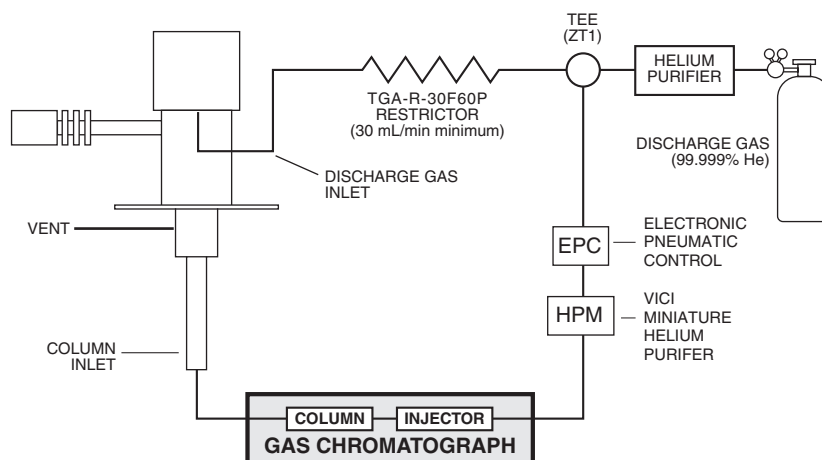 TEE
(ZT1)
HELIUM
PURIFIER
TGA-R-30F60P
RESTRICTOR
(30 mL/min minimum)
DISCHARGE GAS
(99.999% He)
DISCHARGE GAS
INLET
VENT
EPC
ELECTRONIC
PNEUMATIC
CONTROL
HPM
VICI
MINIATURE
HELIUM
PURIFER
COLUMN
INLET
COLUMN
INJECTOR
GAS CHROMATOGRAPH